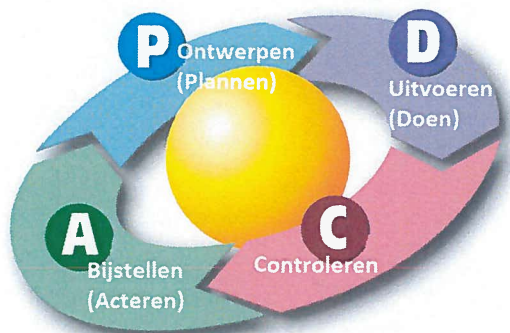 P
Ontwerpen
(Plannen)
D
Uitvoeren
(Doen)
C
Controleren
A
Bijstellen
(Acteren)